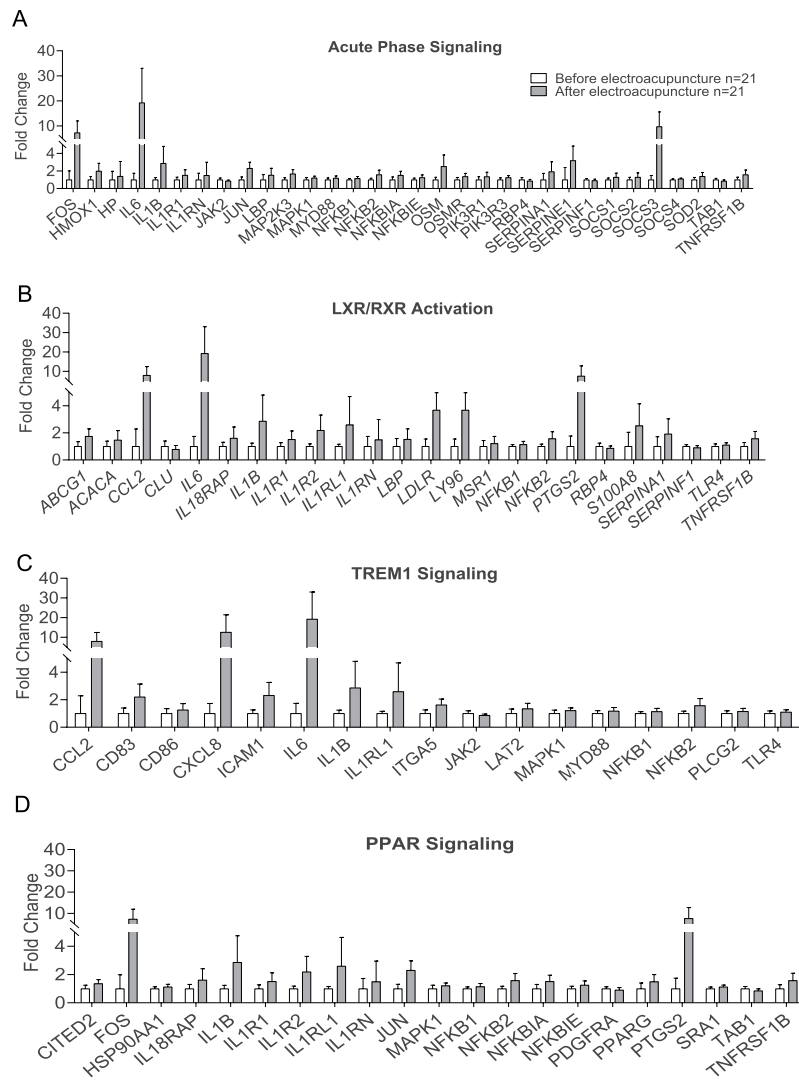 A
Acute Phase Signaling
Fold Change
40
30
20
10
4
2
0
Before electroacupuncture n=21
After electroacupuncture n=21
FOS
HMOX1
HP
IL6
IL1B
IL1R1
IL1RN
JAK2
JUN
LBP
MAP2K3
MAPK1
MYD88
NFKB1
NFKB2
NFKBIA
NFKBIE
OSM
OSMR
PIK3R1
PIK3R3
RBP4
SERPINA1
SERPINE1
SERPINF1
SOCS1
SOCS2
SOCS3
SOCS4
SOD2
TAB1
TNFRSF1B
B
LXR/RXR Activation
Fold Change
40
30
20
10
4
2
0
ABCG1
ACACA
CCL2
CLU
IL6
IL18RAP
IL1B
IL1R1
IL1R2
IL1RL1
IL1RN
LBP
LDLR
LY96
MSR1
NFKB1
NFKB2
PTGS2
RBP4
S100A8
SERPINA1
SERPINF1
TLR4
TNFRSF1B
C
TREM1 Signaling
Fold Change
40
30
20
10
4
2
0
CCL2
CD83
CD86
CXCL8
ICAM1
IL6
IL1B
IL1RL1
ITGA5
JAK2
LAT2
MAPK1
MYD88
NFKB1
NFKB2
PLCG2
TLR4
D
PPAR Signaling
Fold Change
40
30
20
10
4
2
0
CITED2
FOS
HSP90AA1
IL18RAP
IL1B
IL1R1
IL1R2
IL1RL1
IL1RN
JUN
MAPK1
NFKB1
NFKB2
NFKBIA
NFKBIE
PDGFRA
PPARG
PTGS2
SRA1
TAB1
TNFRSF1B